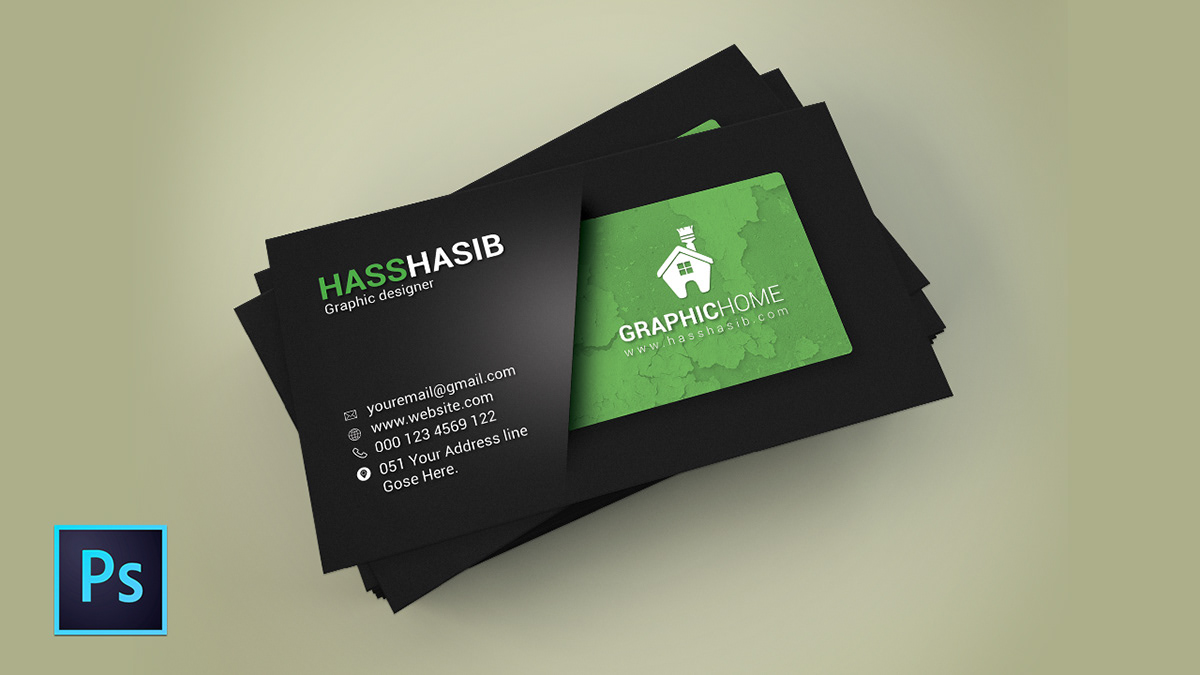 HASSHASIB
Graphic designer
youremail@gmail.com
www.website.com
000 123 4569 122
051 Your Address line
Gose Here.
GRAPHICHOME
www.hasshasib.com
Ps